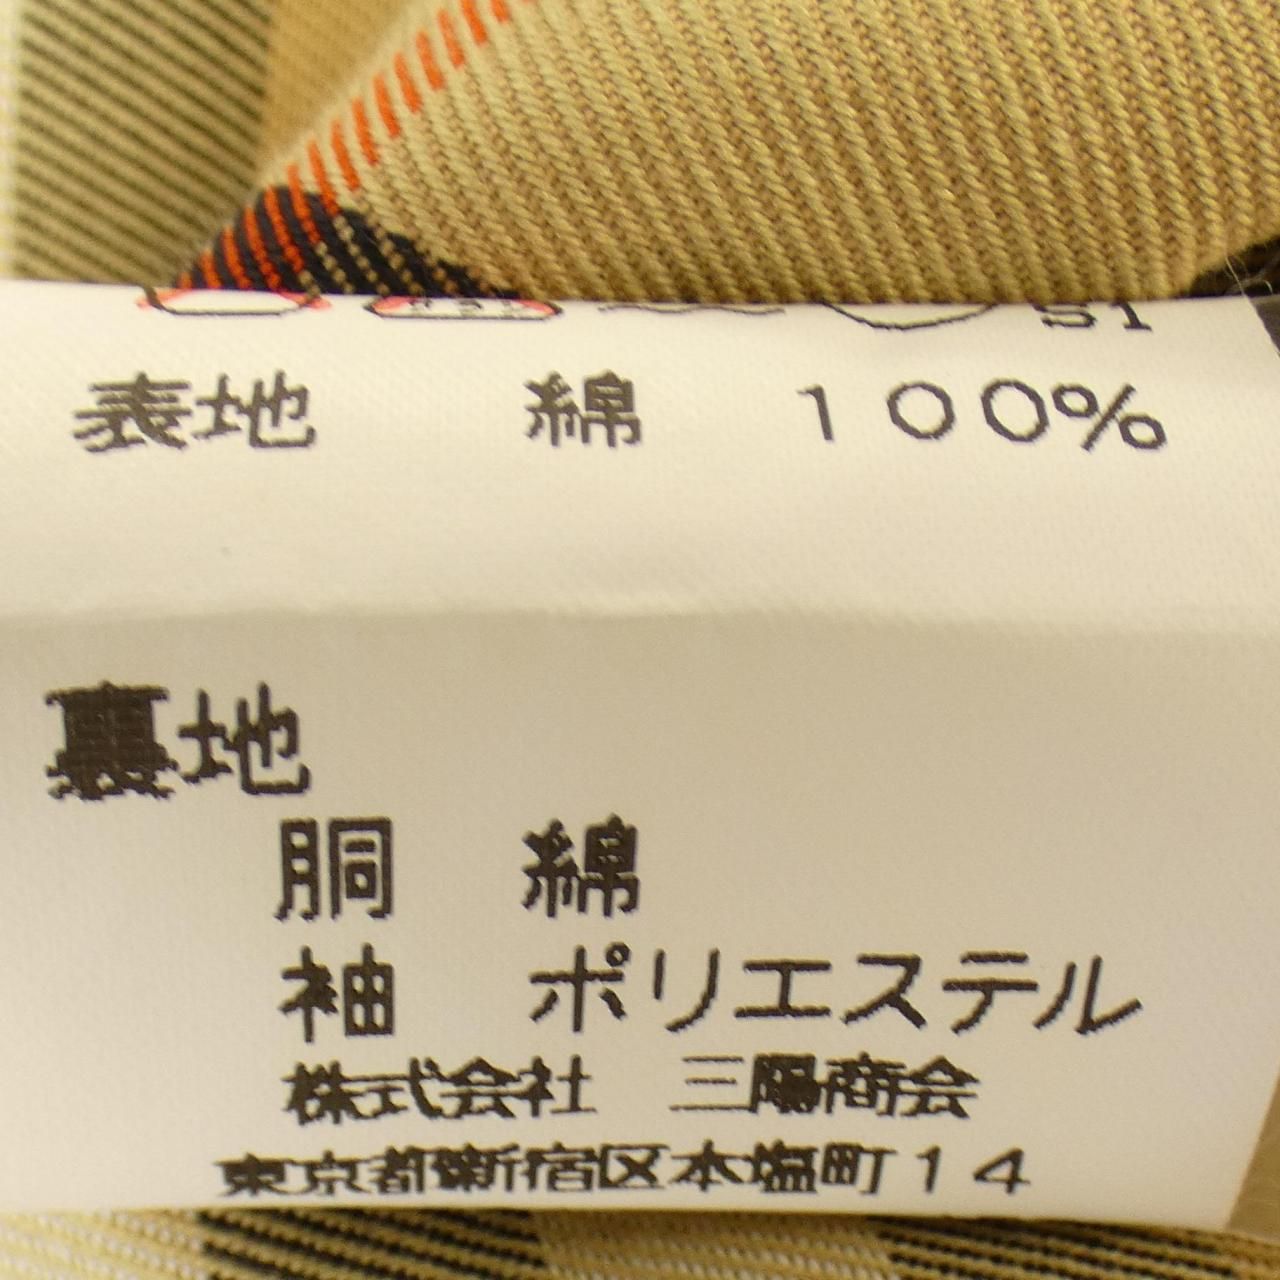 51
表地 綿 100%
裏地
胴 綿
袖 ポリエステル
株式会社 三陽商会
東京都新宿区本塩町14